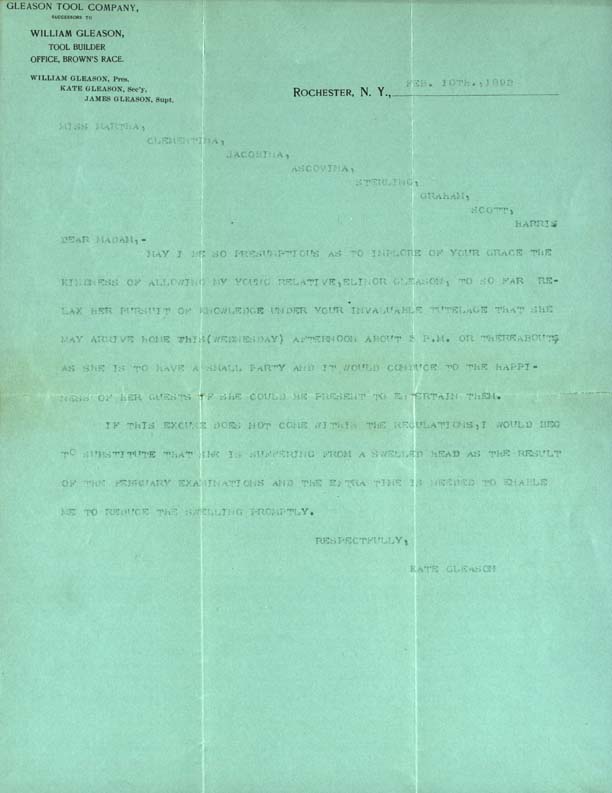 GLEASON TOOL COMPANY,
SUCCESSORS TO
WILLIAM GLEASON,
TOOL BUILDER
OFFICE, BROWN'S RACE.
WILLIAM GLEASON, Pres.
KATE GLEASON, Sec'y.
JAMES GLEASON, Supt.
ROCHESTER, N. Y., FEB. 10TH.,1892
MISS MARTHA,
CLEMENTINA,
JACOBINA,
ASCOVINA,
STERLING,
GRAHAM,
SCOTT,
HARRIS
DEAR MADAM,-
MAY I BE SO PRESUMPTIOUS AS TO IMPLORE OF YOUR GRACE THE
KINDNESS OF ALLOWING MY YOUNG RELATIVE,ELINOR GLEASON, TO SO FAR RE-
LAX HER PURSUIT OF KNOWLEDGE UNDER YOUR INVALUABLE TUTELAGE THAT SHE
MAY ARRIVE HOME THIS(WEDNESDAY) AFTERNOON ABOUT P.M. OR THEREABOUTS
AS SHE IS TO HAVE A SMALL PARTY AND IT WOULD CONDUCE TO THE HAPPI-
NESS OF HER GUESTS IF SHE COULD BE PRESENT TO ENTERTAIN THEM.
IF THIS EXCUSE DOES NOT COME WITHIN THE REGULATIONS,I WOULD BEG
TO SUBSTITUTE THAT SHE IS SUFFERING FROM A SWELLED HEAD AS THE RESULT
OF THE FEBRUARY EXAMINATIONS AND THE EXTRA TIME IS NEEDED TO ENABLE
ME TO REDUCE THE SWELLING PROMPTLY.
RESPECTFULLY,
KATE GLEASON